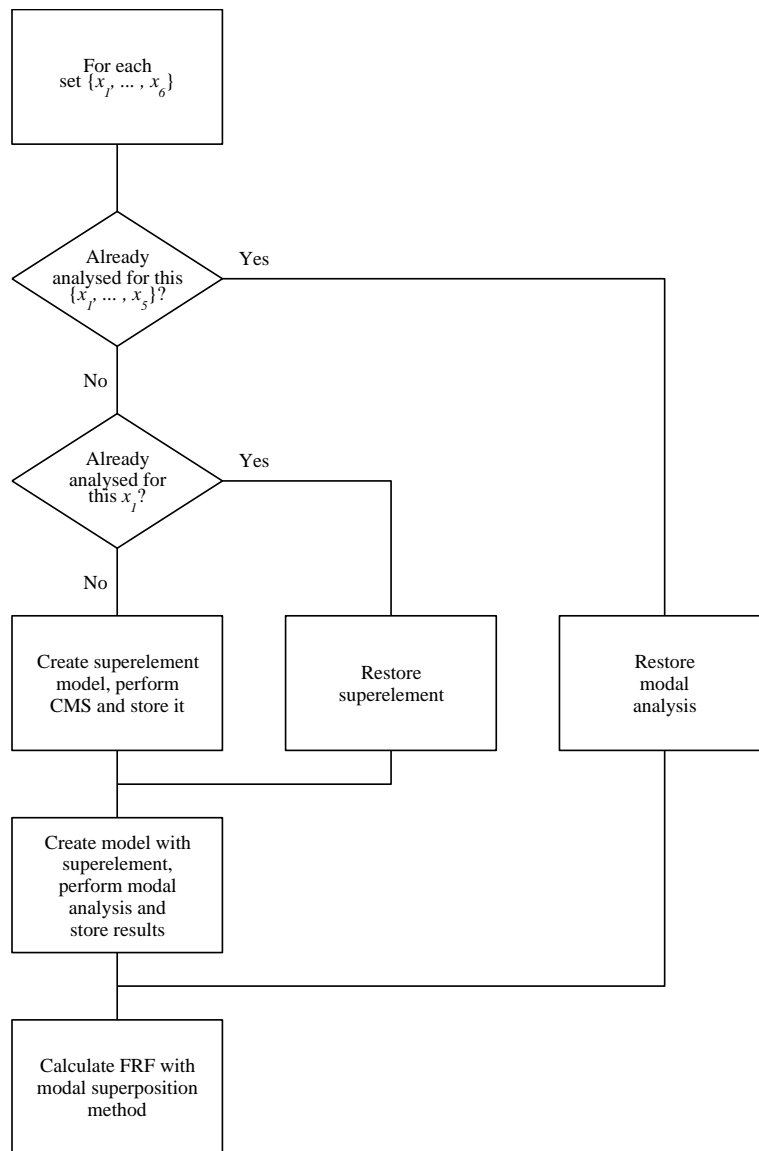 For each
set {x₁, ... , x₆}
Already
analysed for this
{x₁, ... , x₅}?
Yes
No
Already
analysed for
this x₁?
Yes
No
Create superelement
model, perform
CMS and store it
Restore
superelement
Restore
modal
analysis
Create model with
superelement,
perform modal
analysis and
store results
Calculate FRF with
modal superposition
method